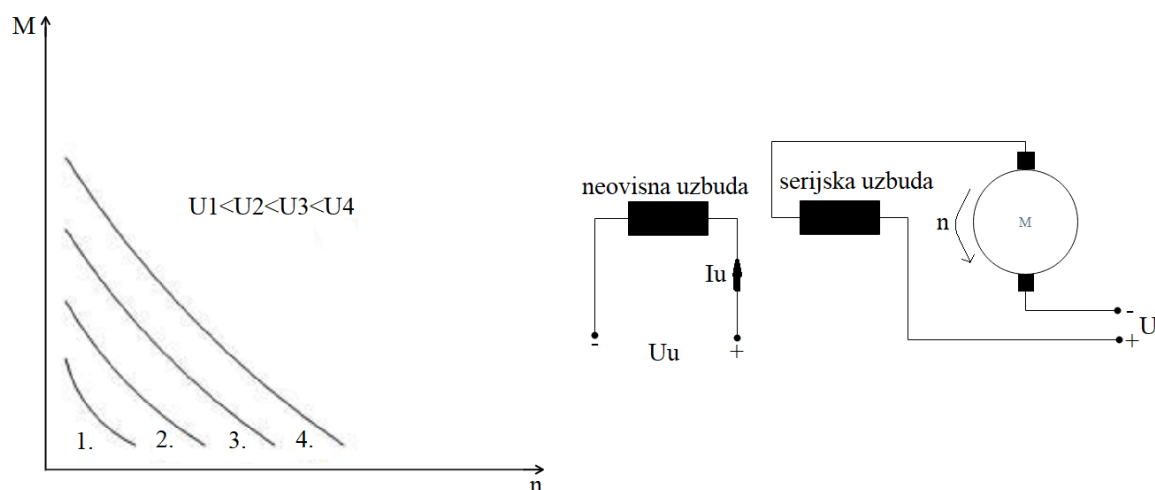 M
U1<U2<U3<U4
1. 2. 3. 4.
n
neovisna uzbuda
serijska uzbuda
n
M
Iu
- Uu +
-
U
+